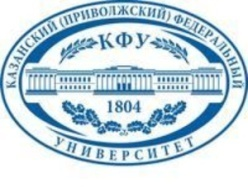 КАЗАНСКИЙ (ПРИВОЛЖСКИЙ) ФЕДЕРАЛЬНЫЙ
КФУ
1804
УНИВЕРСИТЕТ